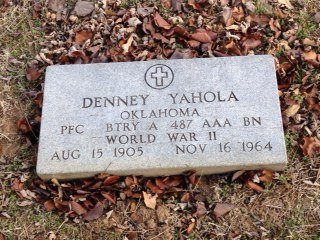 DENNEY YAHOLA
OKLAHOMA
PFC BTRY A 487 AAA BN
WORLD WAR II
AUG 15 1905 NOV 16 1964